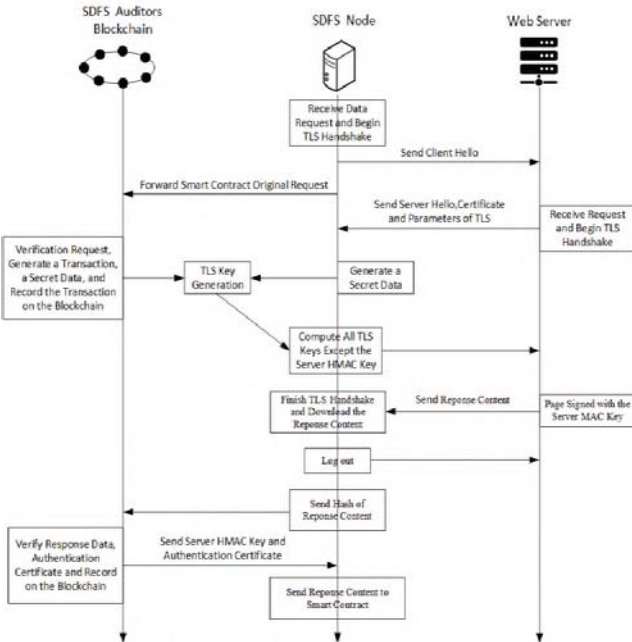 SDFS Auditors
Blockchain
SDFS Node
Web Server
Receive Data
Request and Begin
TLS Handshake
Send Client Hello
Forward Smart Contract Original Request
Send Server Hello,Certificate
and Parameters of TLS
Receive Request
and Begin TLS
Handshake
Verification Request,
Generate a Transaction,
a Secret Data, and
Record the Transaction
on the Blockchain
TLS Key
Generation
Generate a
Secret Data
Compute All TLS
Keys Except the
Server HMAC Key
Finish TLS Handshake
and Download the
Reponse Content
Send Reponse Content
Page Signed with the
Server MAC Key
Log out
Send Hash of
Reponse Content
Verify Response Data,
Authentication
Certificate and Record
on the Blockchain
Send Server HMAC Key and
Authentication Certificate
Send Reponse Content to
Smart Contract